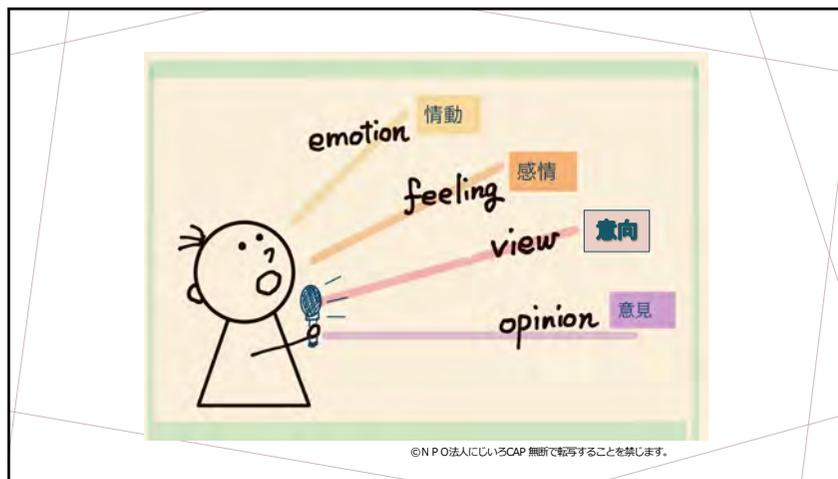 emotion
情動
feeling
感情
view
意向
opinion
意見
©NPO法人にじいろCAP 無断で転写することを禁じます。